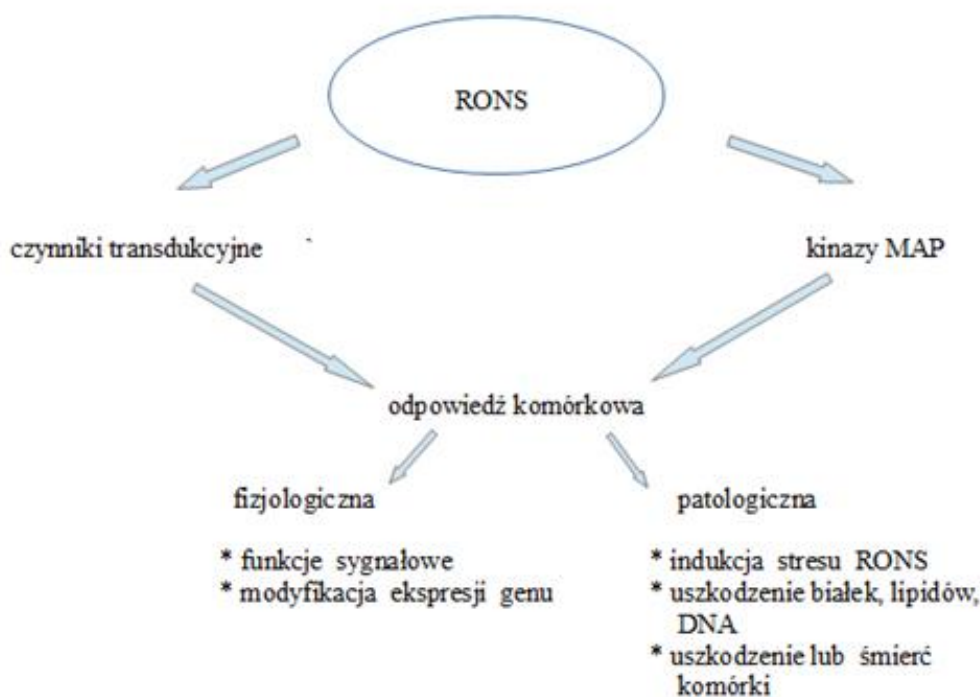 RONS
czynniki transdukcyjne
kinazy MAP
odpowiedź komórkowa
fizjologiczna
* funkcje sygnałowe
* modyfikacja ekspresji genu
patologiczna
* indukcja stresu RONS
* uszkodzenie białek, lipidów,
DNA
* uszkodzenie lub śmierć
komórki